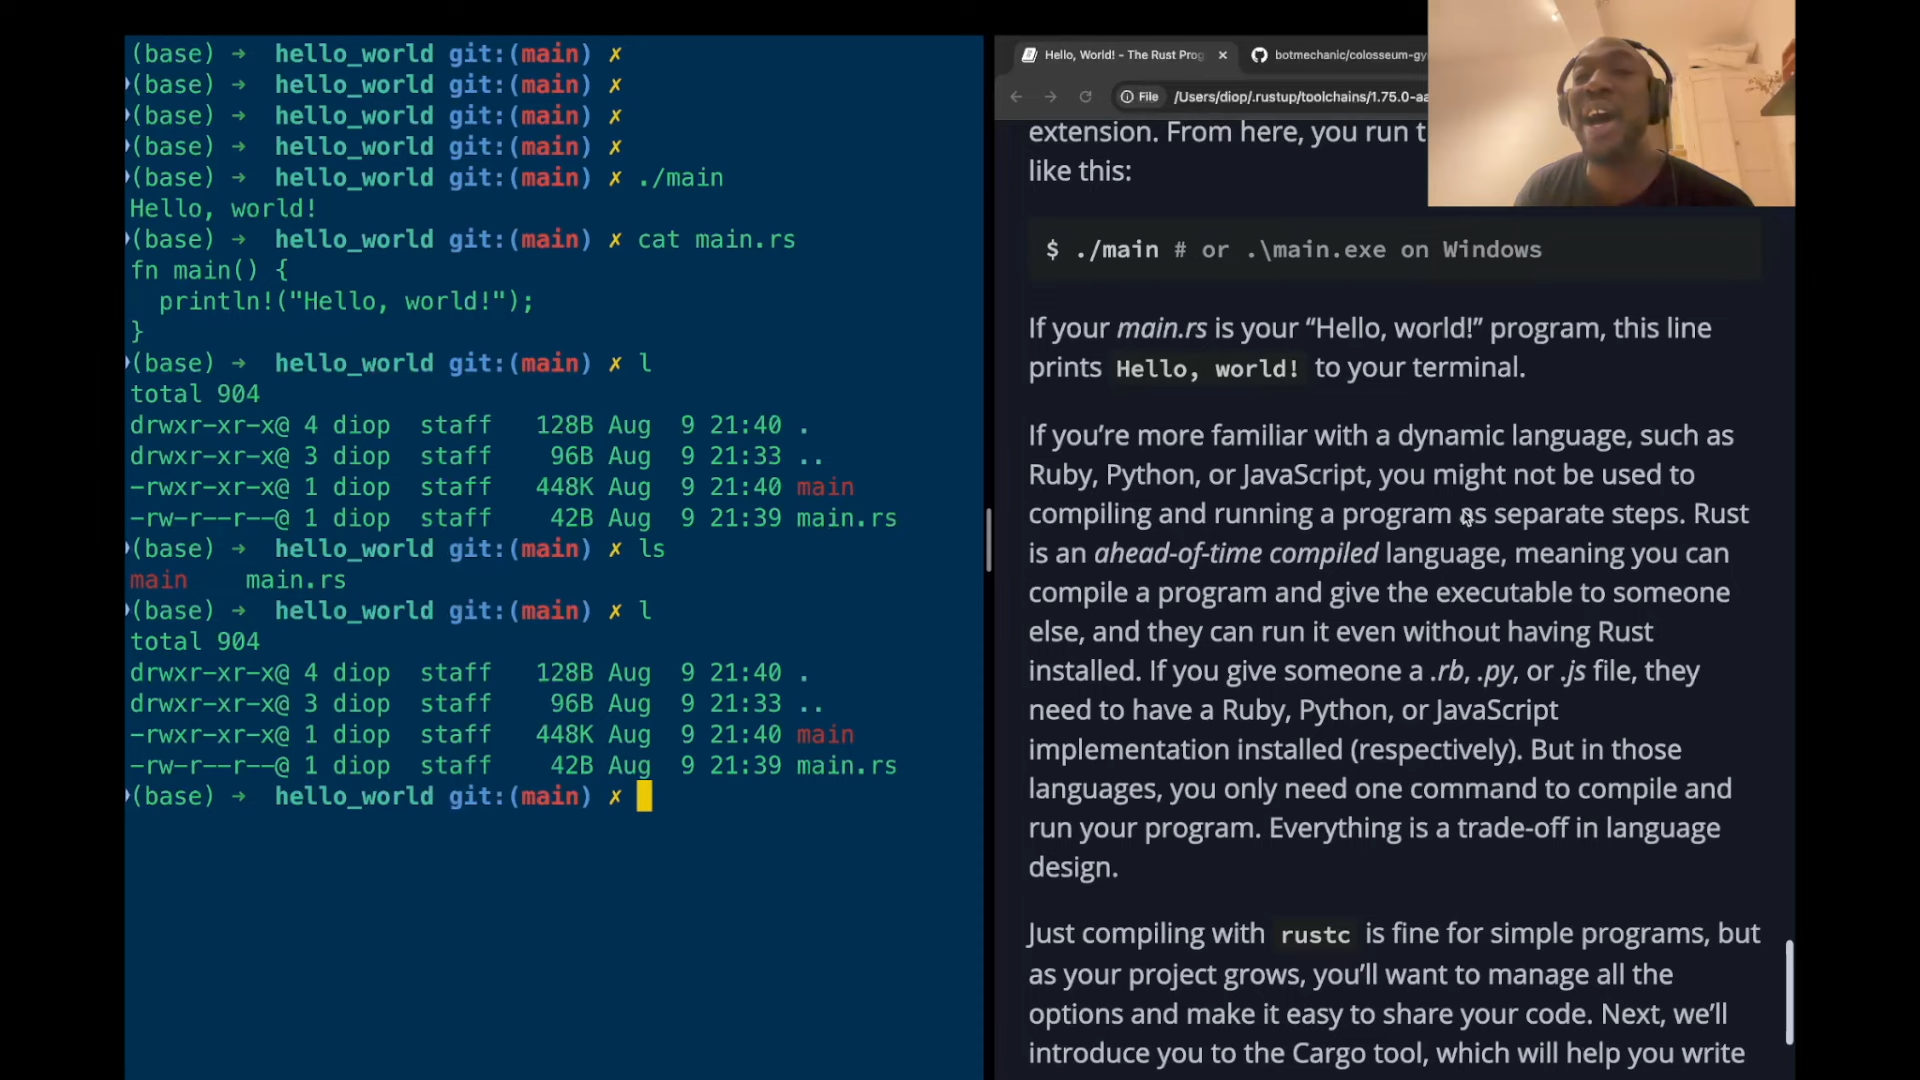 (base) → hello_world git:(main) ✗
(base) → hello_world git:(main) ✗
(base) → hello_world git:(main) ✗
(base) → hello_world git:(main) ✗
(base) → hello_world git:(main) ✗ ./main
Hello, world!
(base) → hello_world git:(main) ✗ cat main.rs
fn main() {
  println!("Hello, world!");
}
(base) → hello_world git:(main) ✗ l
total 904
drwxr-xr-x@ 4 diop  staff   128B Aug  9 21:40 .
drwxr-xr-x@ 3 diop  staff    96B Aug  9 21:33 ..
-rwxr-xr-x@ 1 diop  staff   448K Aug  9 21:40 main
-rw-r--r--@ 1 diop  staff    42B Aug  9 21:39 main.rs
(base) → hello_world git:(main) ✗ ls
main    main.rs
(base) → hello_world git:(main) ✗ l
total 904
drwxr-xr-x@ 4 diop  staff   128B Aug  9 21:40 .
drwxr-xr-x@ 3 diop  staff    96B Aug  9 21:33 ..
-rwxr-xr-x@ 1 diop  staff   448K Aug  9 21:40 main
-rw-r--r--@ 1 diop  staff    42B Aug  9 21:39 main.rs
(base) → hello_world git:(main) ✗
Hello, World! - The Rust Prog
botmechanic/colosseum-gy
File /Users/diop/.rustup/toolchains/1.75.0-aa
extension. From here, you run t
like this:
$ ./main # or .\main.exe on Windows
If your main.rs is your “Hello, world!” program, this line
prints Hello, world! to your terminal.
If you’re more familiar with a dynamic language, such as
Ruby, Python, or JavaScript, you might not be used to
compiling and running a program as separate steps. Rust
is an ahead-of-time compiled language, meaning you can
compile a program and give the executable to someone
else, and they can run it even without having Rust
installed. If you give someone a .rb, .py, or .js file, they
need to have a Ruby, Python, or JavaScript
implementation installed (respectively). But in those
languages, you only need one command to compile and
run your program. Everything is a trade-off in language
design.
Just compiling with rustc is fine for simple programs, but
as your project grows, you’ll want to manage all the
options and make it easy to share your code. Next, we’ll
introduce you to the Cargo tool, which will help you write